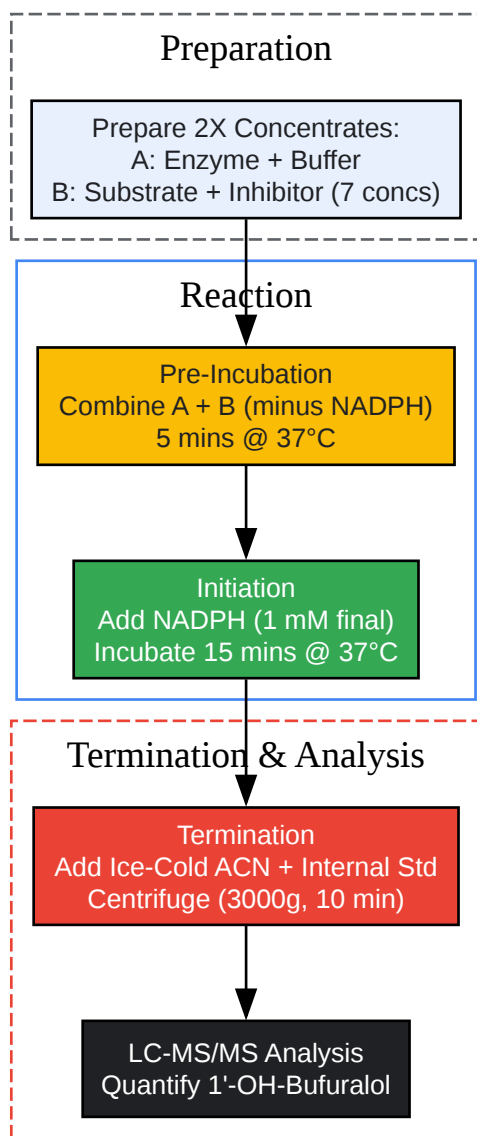 Preparation
Prepare 2X Concentrates:
A: Enzyme + Buffer
B: Substrate + Inhibitor (7 concs)
Reaction
Pre-Incubation
Combine A + B (minus NADPH)
5 mins @ 37°C
Initiation
Add NADPH (1 mM final)
Incubate 15 mins @ 37°C
Termination & Analysis
Termination
Add Ice-Cold ACN + Internal Std
Centrifuge (3000g, 10 min)
LC-MS/MS Analysis
Quantify 1'-OH-Bufuralol